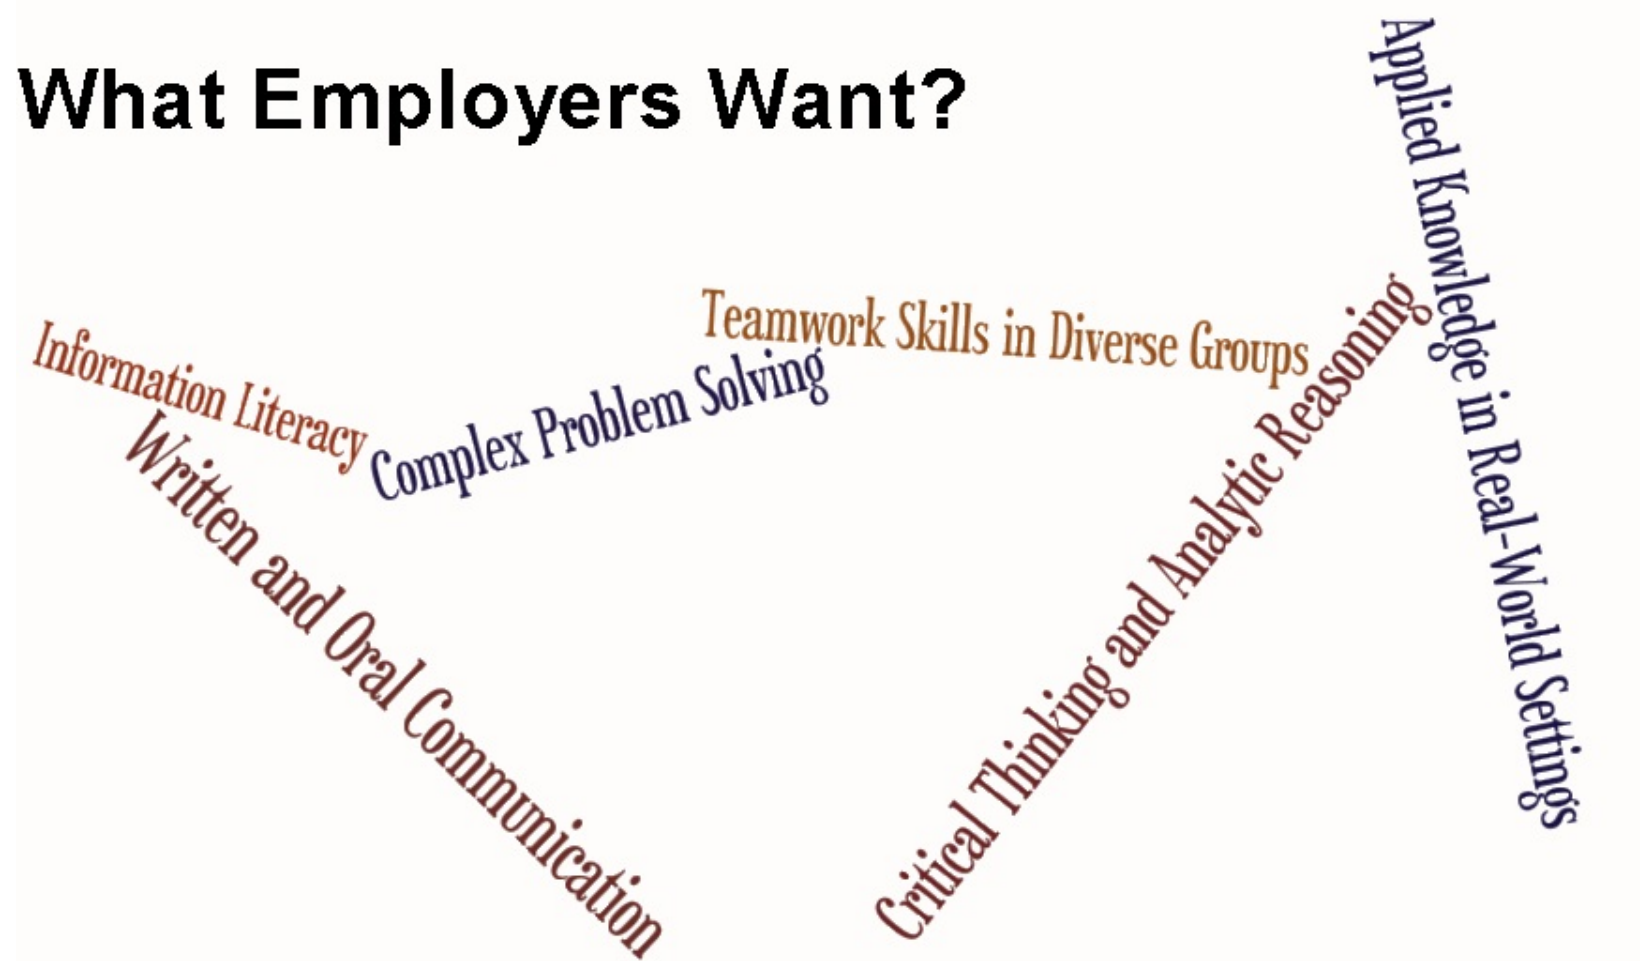 What Employers Want?
Applied Knowledge in Real-World Settings
Teamwork Skills in Diverse Groups
Information Literacy
Complex Problem Solving
Written and Oral Communication
Critical Thinking and Analytic Reasoning